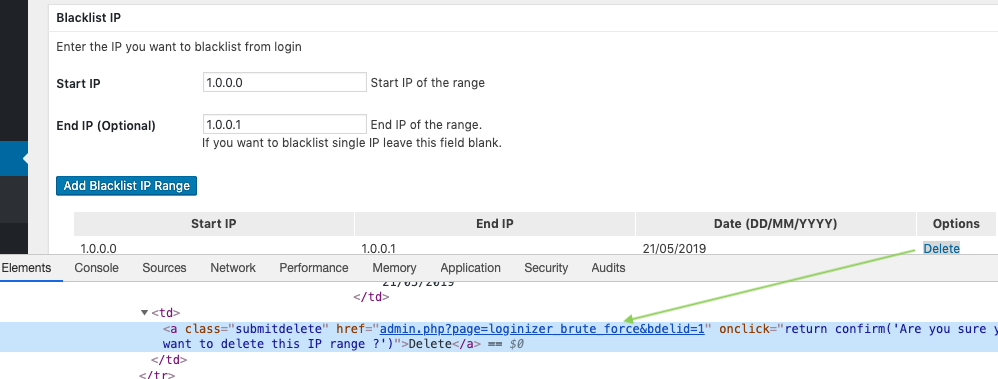 Blacklist IP
Enter the IP you want to blacklist from login
Start IP 1.0.0.0 Start IP of the range
End IP (Optional) 1.0.0.1 End IP of the range.
If you want to blacklist single IP leave this field blank.
Add Blacklist IP Range
Start IP End IP Date (DD/MM/YYYY) Options
1.0.0.0 1.0.0.1 21/05/2019 Delete
Elements Console Sources Network Performance Memory Application Security Audits
21/05/2019
</td>
▼<td>
<a class="submitdelete" href="admin.php?page=loginizer_brute_force&bdelid=1" onclick="return confirm('Are you sure y
want to delete this IP range ?')">Delete</a> == $0
</td>
</tr>